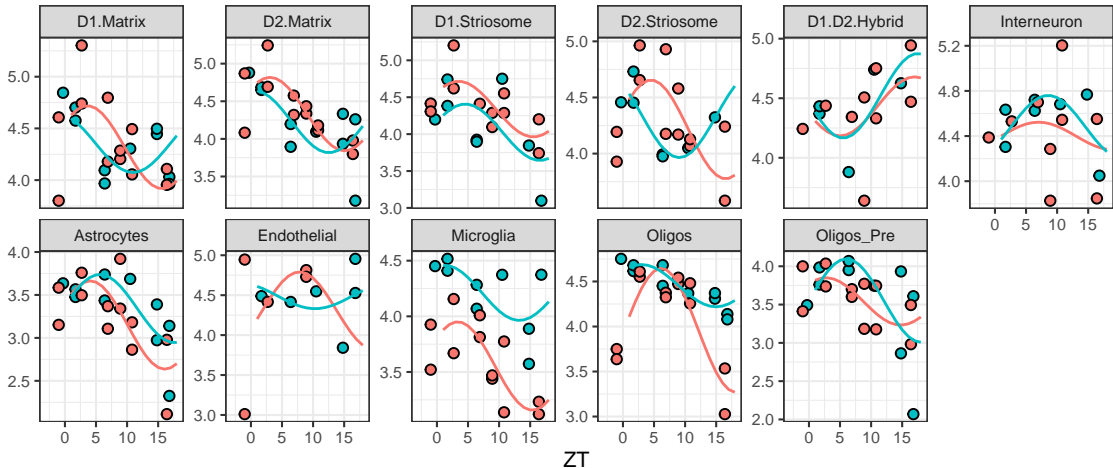 D1.Matrix D2.Matrix D1.Striosome D2.Striosome D1.D2.Hybrid Interneuron
5.0 4.5 4.0
5.0 4.5 4.0 3.5
5.0 4.5 4.0 3.5 3.0
5.0 4.5 4.0
5.0 4.5 4.0
5.2 4.8 4.4 4.0
0 5 10 15
Astrocytes Endothelial Microglia Oligos Oligos_Pre
4.0 3.5 3.0 2.5
5.0 4.5 4.0 3.5 3.0
4.5 4.0 3.5
4.5 4.0 3.5 3.0
4.0 3.5 3.0 2.5 2.0
0 5 10 15 0 5 10 15 0 5 10 15 0 5 10 15 0 5 10 15
ZT